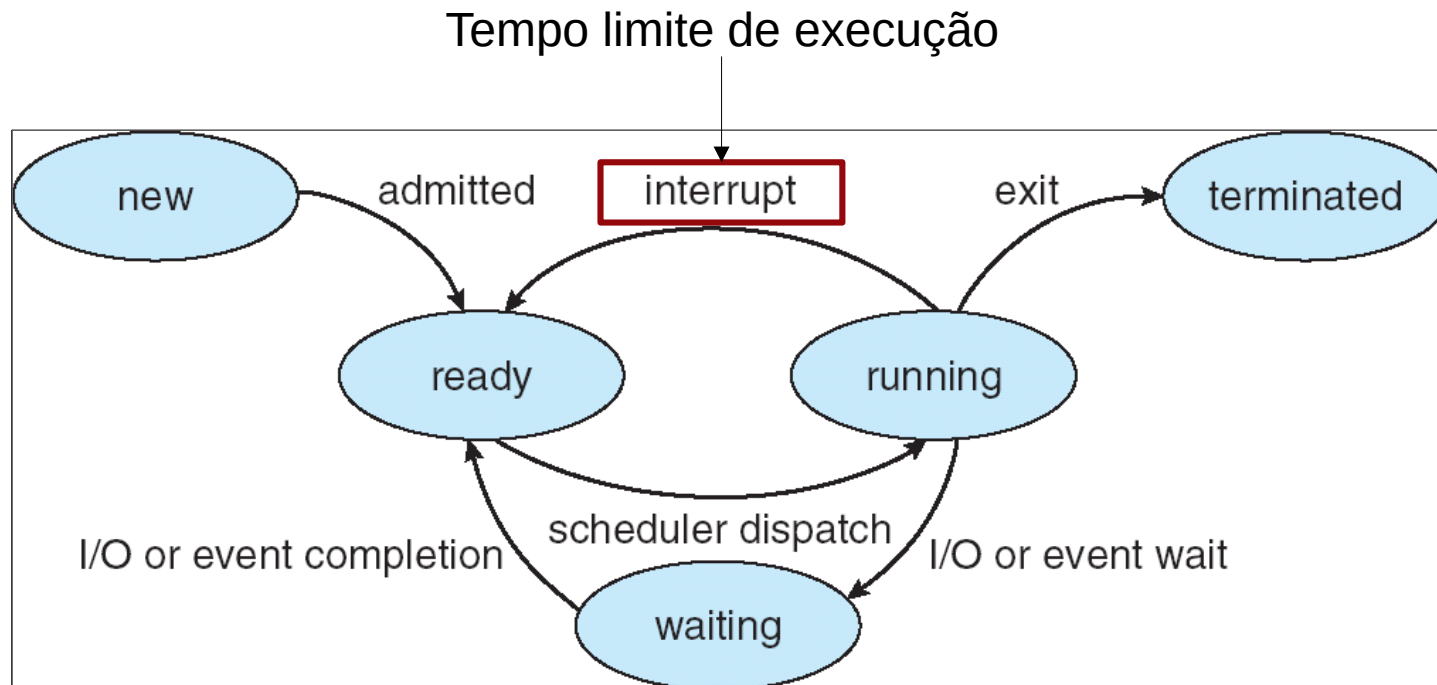 Tempo limite de execução
new
admitted
interrupt
exit
terminated
ready
running
I/O or event completion
scheduler dispatch
I/O or event wait
waiting